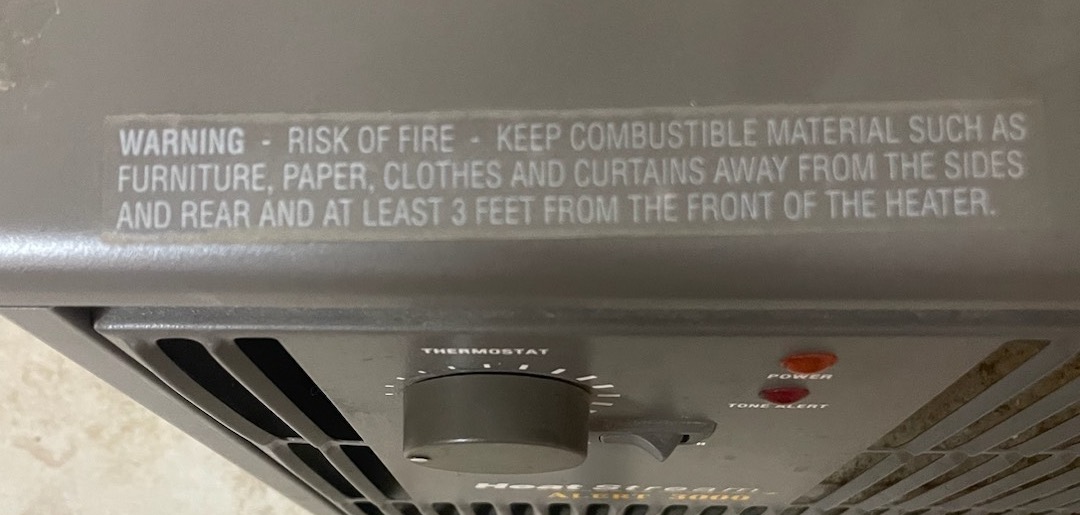 WARNING - RISK OF FIRE - KEEP COMBUSTIBLE MATERIAL SUCH AS
FURNITURE, PAPER, CLOTHES AND CURTAINS AWAY FROM THE SIDES
AND REAR AND AT LEAST 3 FEET FROM THE FRONT OF THE HEATER.
THERMOSTAT
POWER
TONE ALERT
Heat Stream
ALERT 3000